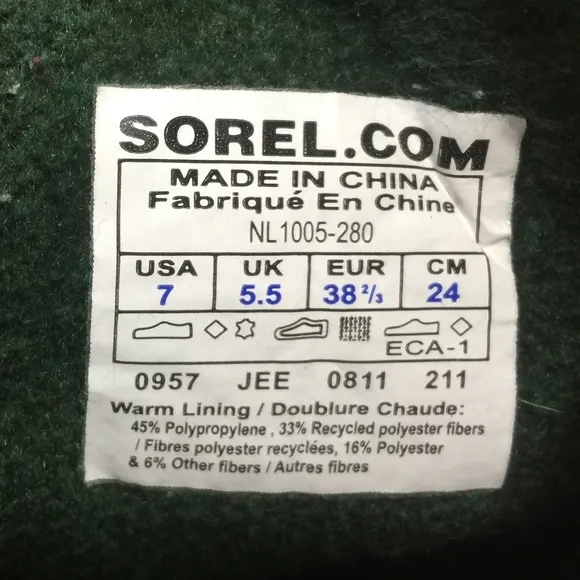 SOREL.COM
MADE IN CHINA
Fabriqué En Chine
NL1005-280
USA UK EUR CM
7 5.5 38 ²/₃ 24
ECA-1
0957 JEE 0811 211
Warm Lining / Doublure Chaude:
45% Polypropylene , 33% Recycled polyester fibers
/ Fibres polyester recyclées, 16% Polyester
& 6% Other fibers / Autres fibres